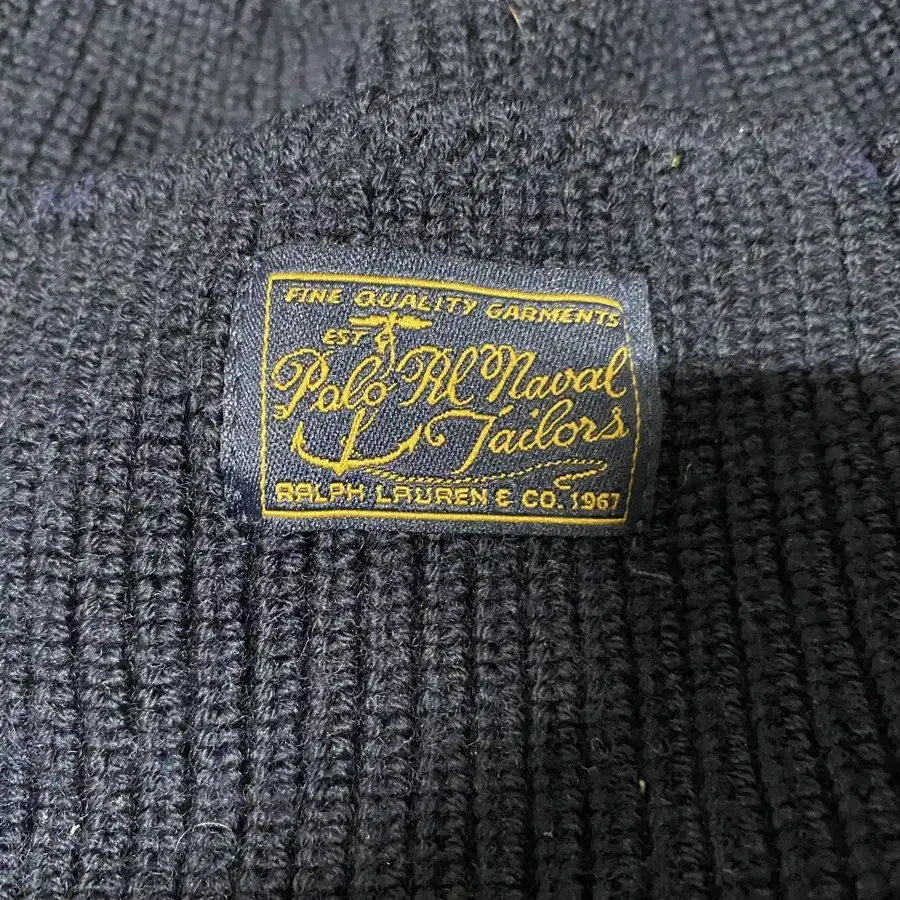 FINE QUALITY GARMENTS
EST
Polo Rl Naval
Tailors
RALPH LAUREN & CO. 1967